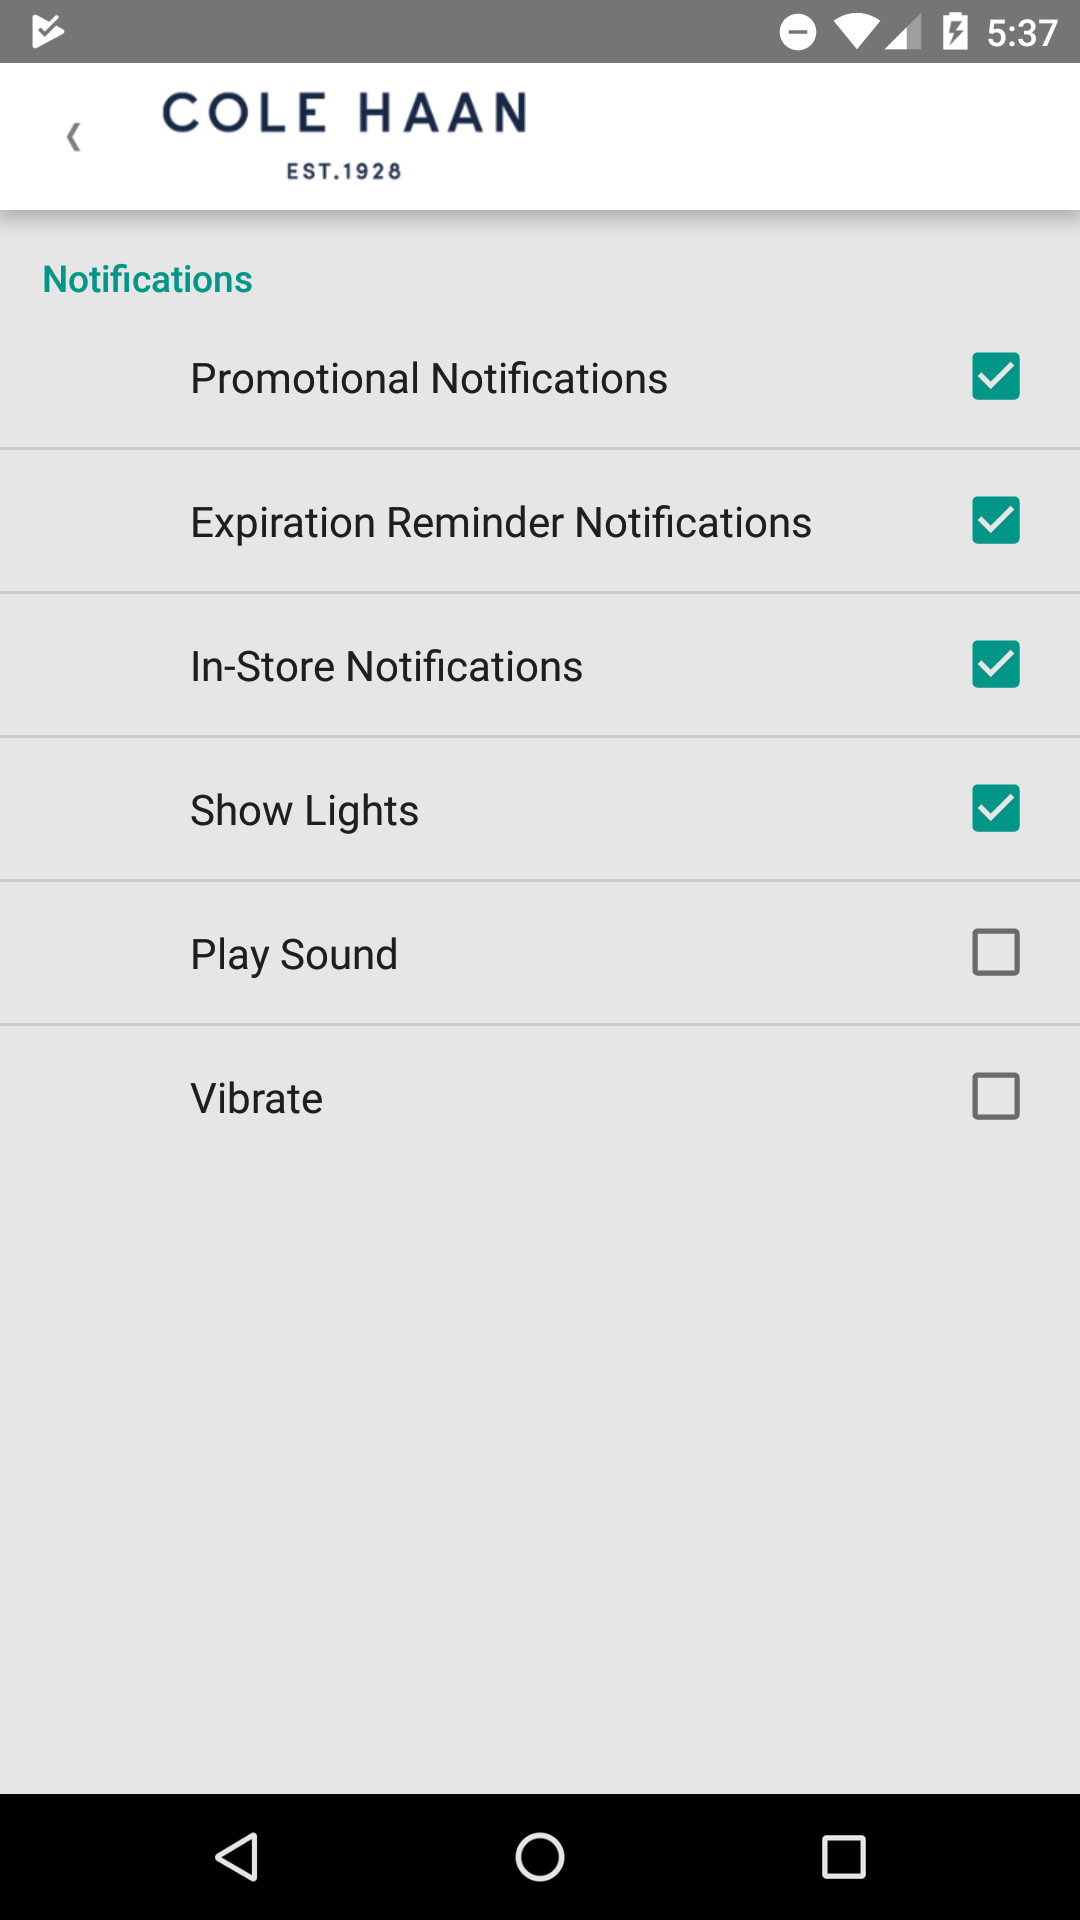 5:37
COLE HAAN
EST.1928
Notifications
Promotional Notifications
Expiration Reminder Notifications
In-Store Notifications
Show Lights
Play Sound
Vibrate